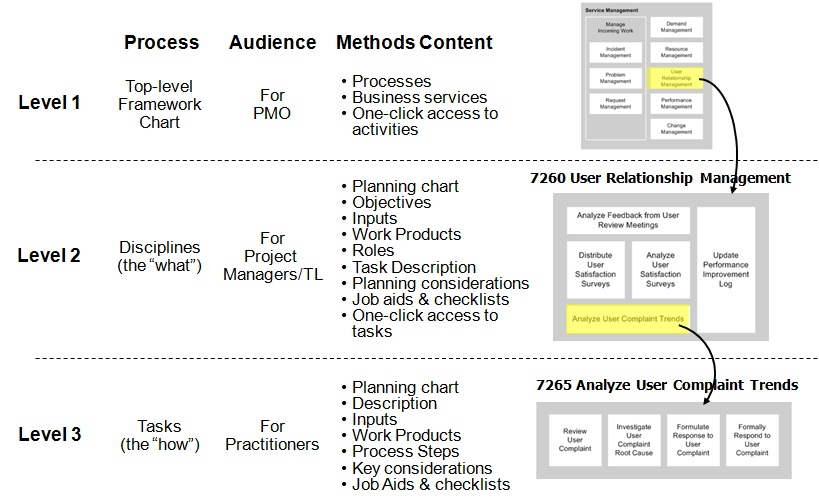 Process
Audience
Methods Content
Level 1
Top-level
Framework
Chart
For
PMO
• Processes
• Business services
• One-click access to
activities
Service Management
Manage
Incoming Work
Incident
Management
Problem
Management
Request
Management
Demand
Management
Resource
Management
User
Relationship
Management
Performance
Management
Change
Management
Level 2
Disciplines
(the “what”)
For
Project
Managers/TL
• Planning chart
• Objectives
• Inputs
• Work Products
• Roles
• Task Description
• Planning considerations
• Job aids & checklists
• One-click access to
tasks
7260 User Relationship Management
Analyze Feedback from User
Review Meetings
Distribute
User
Satisfaction
Surveys
Analyze
User
Satisfaction
Surveys
Update
Performance
Improvement
Log
Analyze User Complaint Trends
Level 3
Tasks
(the “how”)
For
Practitioners
• Planning chart
• Description
• Inputs
• Work Products
• Process Steps
• Key considerations
• Job Aids & checklists
7265 Analyze User Complaint Trends
Review
User
Complaint
Investigate
User
Complaint
Root Cause
Formulate
Response to
User
Complaint
Formally
Respond to
User
Complaint